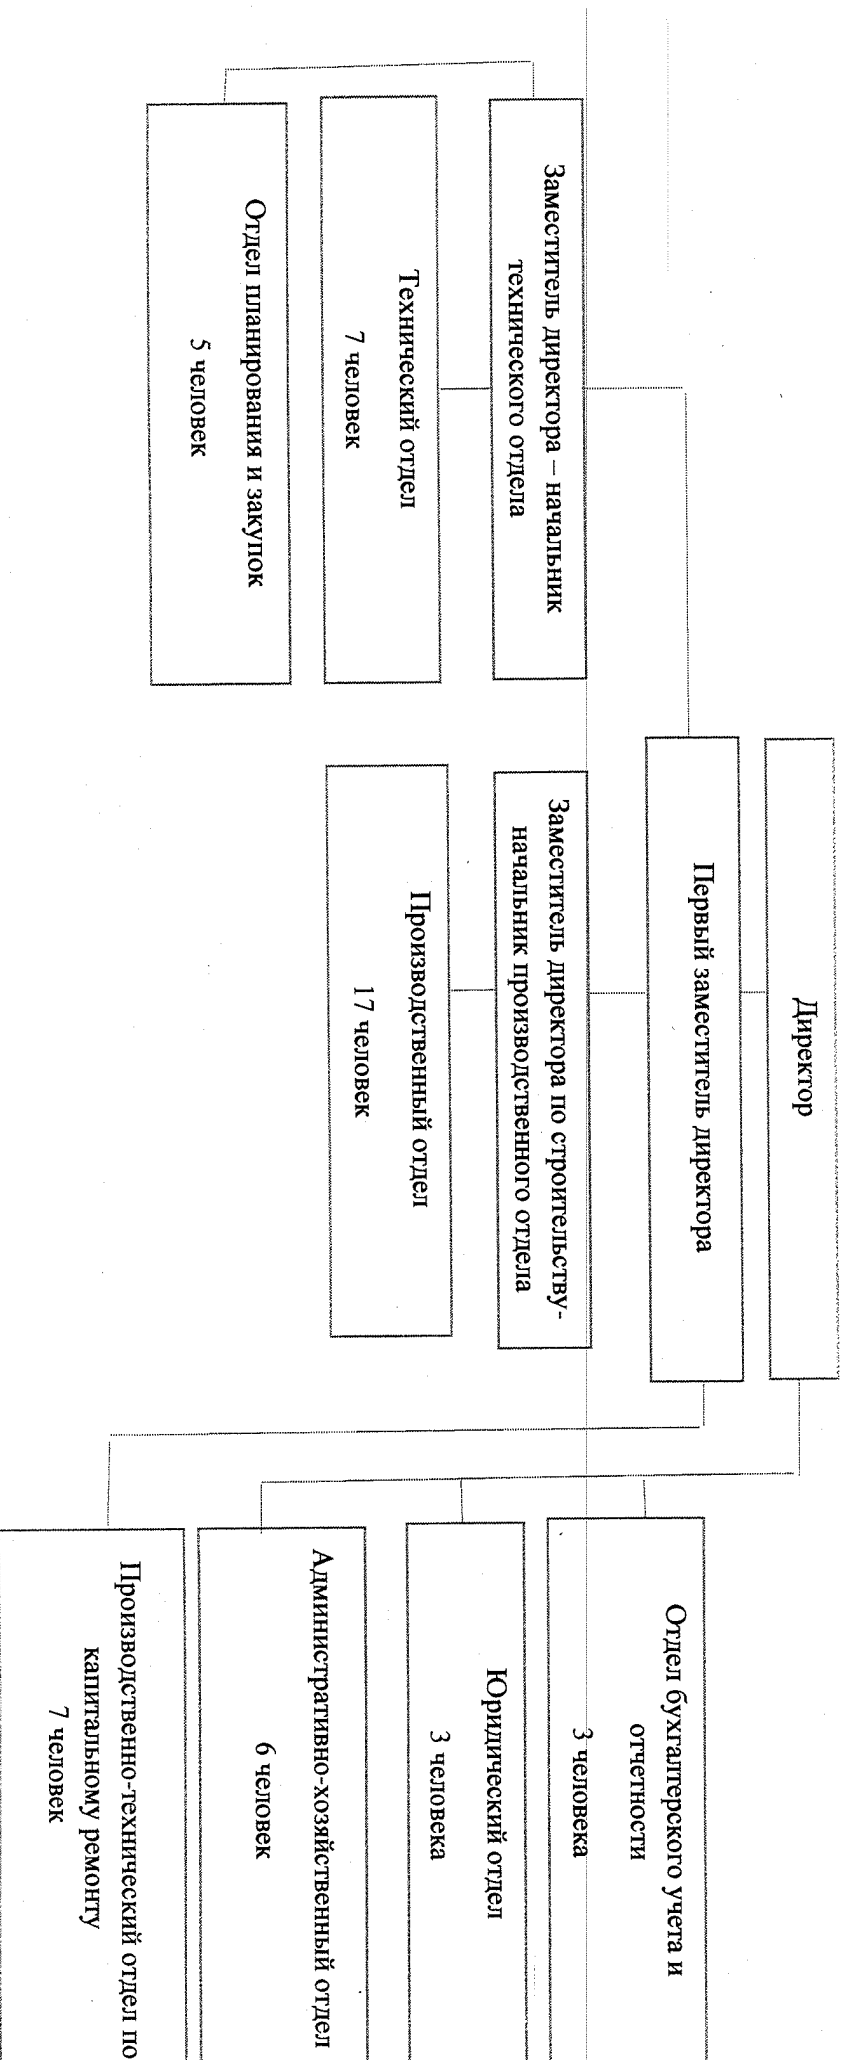 Директор
Первый заместитель директора
Заместитель директора – начальник
технического отдела
Технический отдел
7 человек
Отдел планирования и закупок
5 человек
Заместитель директора по строительству-
начальник производственного отдела
Производственный отдел
17 человек
Отдел бухгалтерского учета и
отчетности
3 человека
Юридический отдел
3 человека
Административно-хозяйственный отдел
6 человек
Производственно-технический отдел по
капитальному ремонту
7 человек